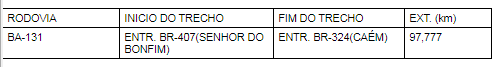 RODOVIA INICIO DO TRECHO FIM DO TRECHO EXT. (km)
BA-131 ENTR. BR-407(SENHOR DO ENTR. BR-324(CAÉM) 97,777
BONFIM)